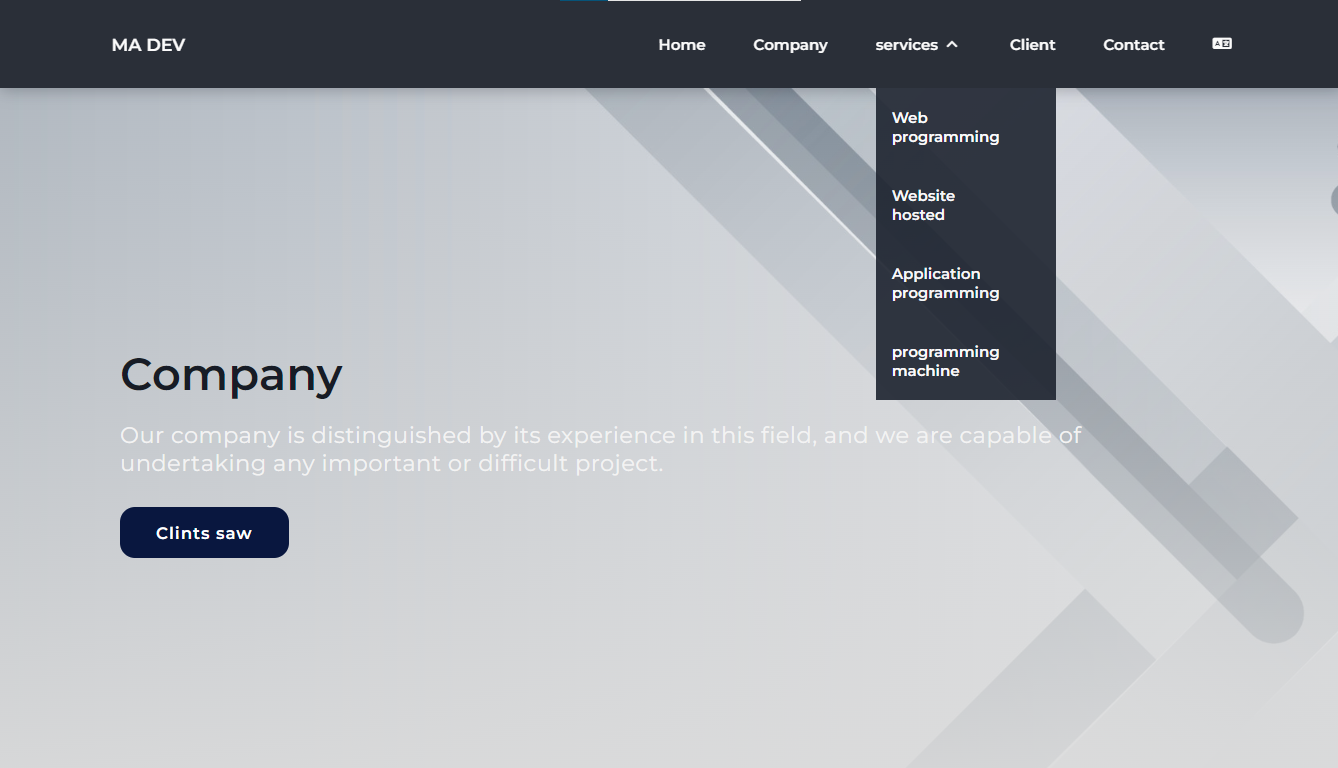 MA DEV
Home
Company
services
Client
Contact
Web
programming
Website
hosted
Application
programming
programming
machine
Company
Our company is distinguished by its experience in this field, and we are capable of
undertaking any important or difficult project.
Clints saw